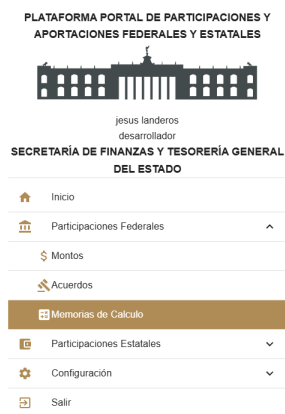 PLATAFORMA PORTAL DE PARTICIPACIONES Y
APORTACIONES FEDERALES Y ESTATALES
jesus landeros
desarrollador
SECRETARÍA DE FINANZAS Y TESORERÍA GENERAL
DEL ESTADO
Inicio
Participaciones Federales
Montos
Acuerdos
Memorias de Calculo
Participaciones Estatales
Configuración
Salir